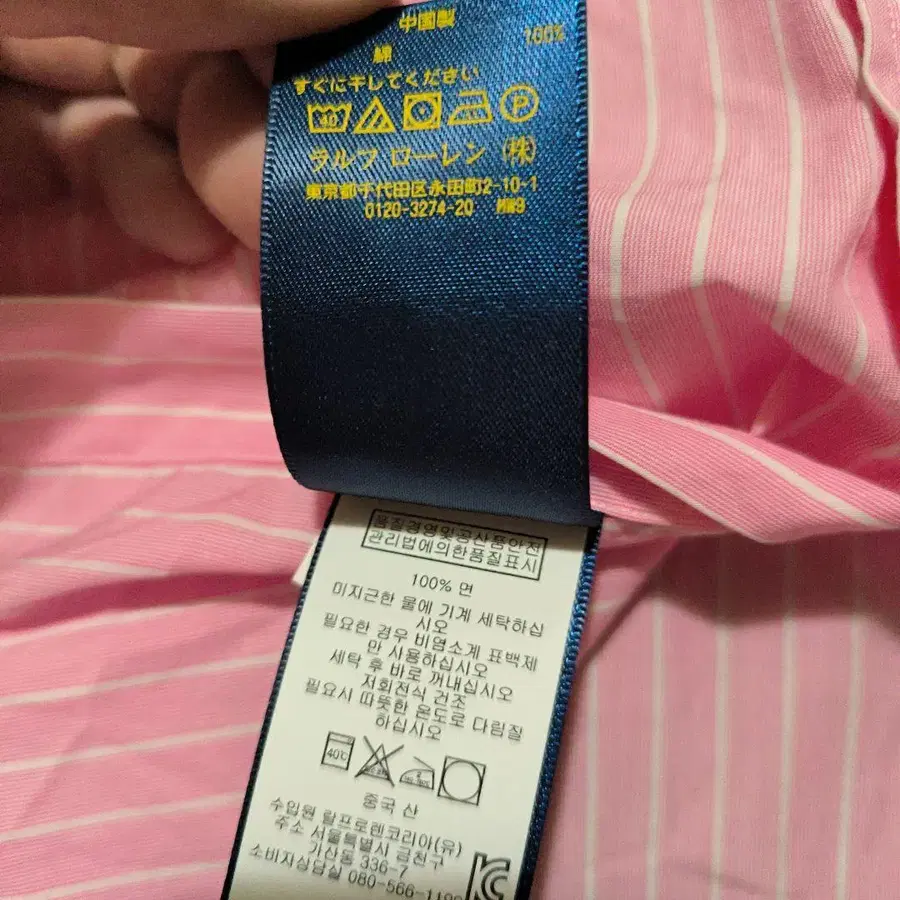 中国製
綿 100%
すぐに干してください
40 P
ラルフ ローレン (株)
東京都千代田区永田町2-10-1
0120-3274-20 MW9
품질경영및공산품안전
관리법에의한품질표시
100% 면
미지근한 물에 기계 세탁하십
시오
필요한 경우 비염소계 표백제
만 사용하십시오
세탁 후 바로 꺼내십시오
저회전식 건조
필요시 따뜻한 온도로 다림질
하십시오
40℃
중국 산
수입원 랄프로렌코리아(유)
주소 서울특별시 금천구
가산동 336-7
소비자상담실